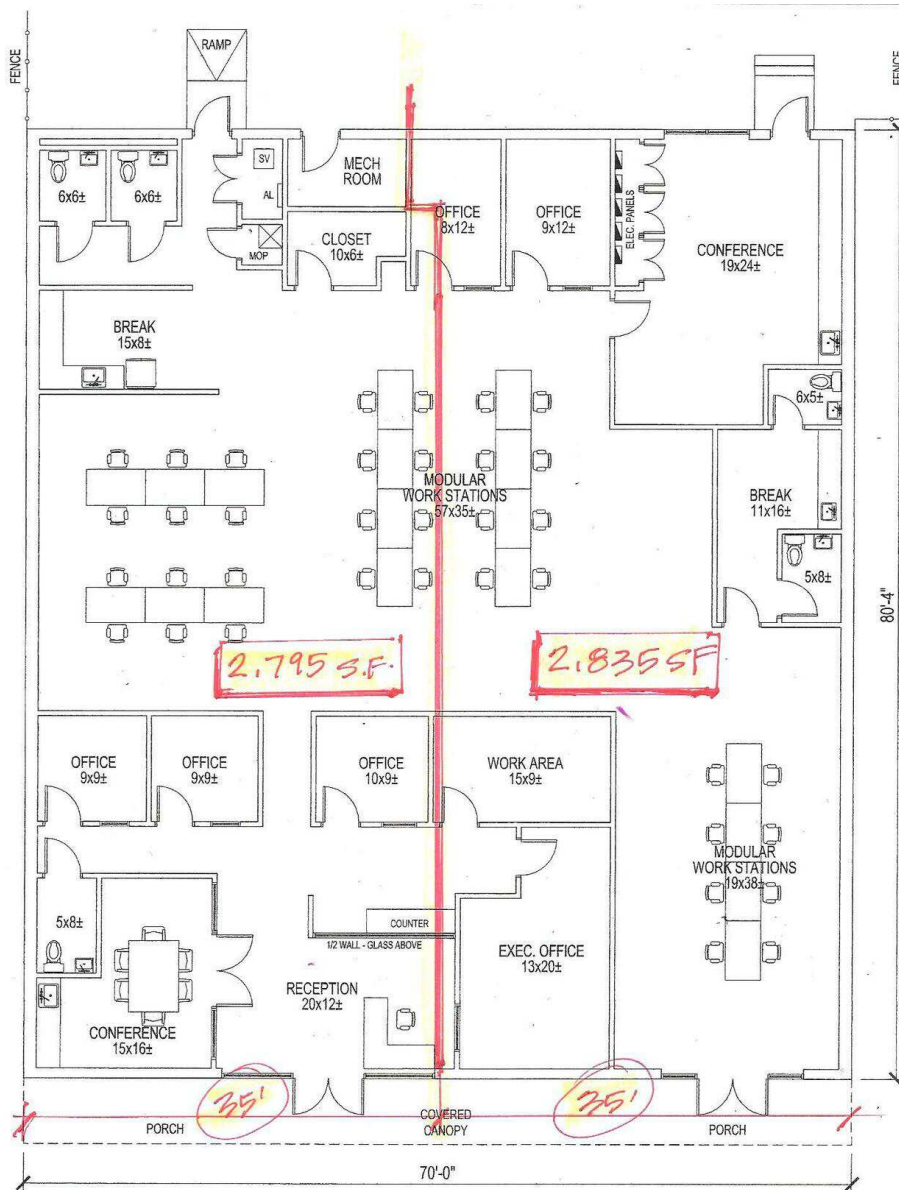 FENCE
RAMP
FENCE
6x6±
6x6±
SV
AL
MOP
MECH
ROOM
CLOSET
10x6±
OFFICE
8x12±
OFFICE
9x12±
ELEC. PANELS
CONFERENCE
19x24±
BREAK
15x8±
6x5±
MODULAR
WORK STATIONS
57x35±
BREAK
11x16±
5x8±
80'-4"
2.795 S.F.
2.835 SF
OFFICE
9x9±
OFFICE
9x9±
OFFICE
10x9±
WORK AREA
15x9±
MODULAR
WORK STATIONS
19x38±
5x8±
COUNTER
1/2 WALL - GLASS ABOVE
EXEC. OFFICE
13x20±
RECEPTION
20x12±
CONFERENCE
15x16±
35'
35'
PORCH
COVERED
CANOPY
PORCH
70'-0"